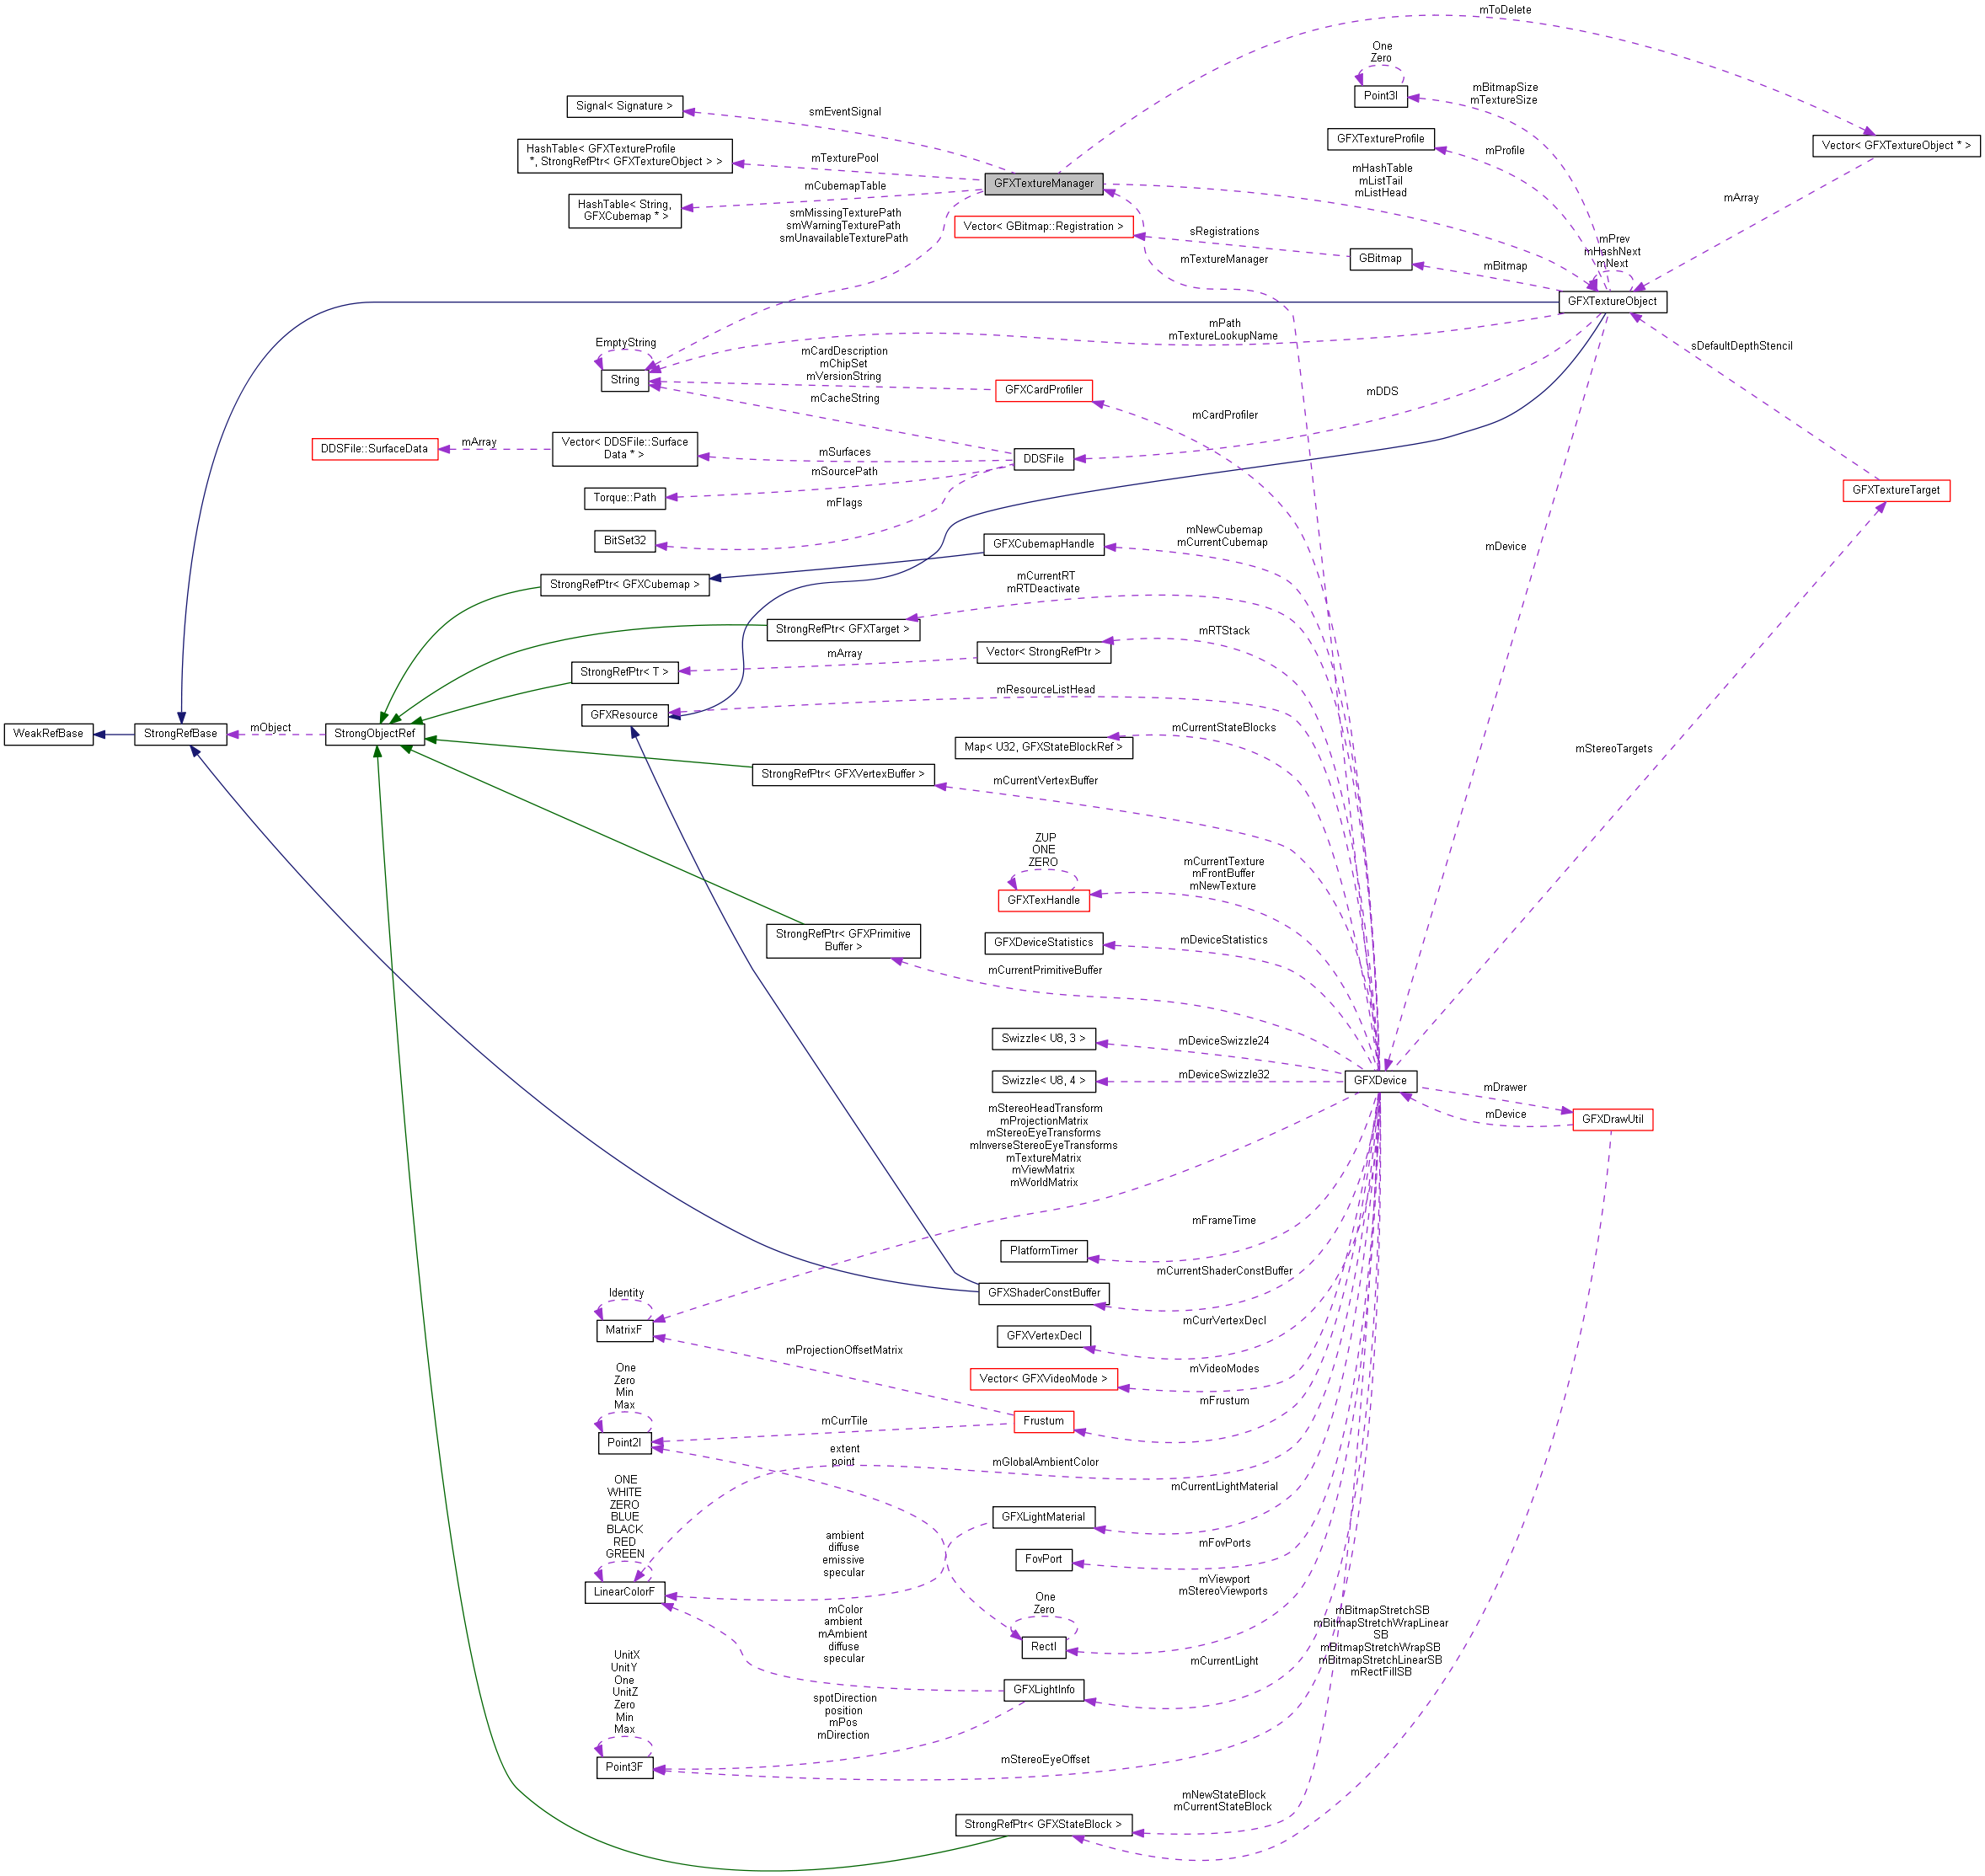 mToDelete
One
Zero
Point3I
mBitmapSize
mTextureSize
Signal< Signature >
smEventSignal
HashTable< GFXTextureProfile
*, StrongRefPtr< GFXTextureObject > >
mTexturePool
GFXTextureProfile
mProfile
Vector< GFXTextureObject * >
GFXTextureManager
mHashTable
mListTail
mListHead
mCubemapTable
HashTable< String,
GFXCubemap * >
mArray
smMissingTexturePath
smWarningTexturePath
smUnavailableTexturePath
Vector< GBitmap::Registration >
sRegistrations
mTextureManager
GBitmap
mBitmap
mPrev
mHashNext
mNext
GFXTextureObject
mPath
mTextureLookupName
EmptyString
String
mCardDescription
mChipSet
mVersionString
GFXCardProfiler
sDefaultDepthStencil
mCacheString
mCardProfiler
mDDS
DDSFile::SurfaceData
mArray
Vector< DDSFile::Surface
Data * >
mSurfaces
DDSFile
mSourcePath
Torque::Path
GFXTextureTarget
mFlags
BitSet32
GFXCubemapHandle
mNewCubemap
mCurrentCubemap
mDevice
StrongRefPtr< GFXCubemap >
mCurrentRT
mRTDeactivate
StrongRefPtr< GFXTarget >
mRTStack
Vector< StrongRefPtr >
mArray
StrongRefPtr< T >
mResourceListHead
GFXResource
WeakRefBase
StrongRefBase
mObject
StrongObjectRef
mCurrentStateBlocks
Map< U32, GFXStateBlockRef >
mStereoTargets
StrongRefPtr< GFXVertexBuffer >
mCurrentVertexBuffer
ZUP
ONE
ZERO
GFXTexHandle
mCurrentTexture
mFrontBuffer
mNewTexture
StrongRefPtr< GFXPrimitive
Buffer >
GFXDeviceStatistics
mDeviceStatistics
mCurrentPrimitiveBuffer
Swizzle< U8, 3 >
mDeviceSwizzle24
Swizzle< U8, 4 >
mDeviceSwizzle32
GFXDevice
mDrawer
mDevice
GFXDrawUtil
mStereoHeadTransform
mProjectionMatrix
mStereoEyeTransforms
mInverseStereoEyeTransforms
mTextureMatrix
mViewMatrix
mWorldMatrix
mFrameTime
PlatformTimer
mCurrentShaderConstBuffer
GFXShaderConstBuffer
Identity
MatrixF
mCurrVertexDecl
GFXVertexDecl
mProjectionOffsetMatrix
mVideoModes
Vector< GFXVideoMode >
One
Zero
Min
Max
Point2I
mFrustum
Frustum
mCurrTile
extent
point
mGlobalAmbientColor
mCurrentLightMaterial
GFXLightMaterial
ONE
WHITE
ZERO
BLUE
BLACK
RED
GREEN
LinearColorF
ambient
diffuse
emissive
specular
mFovPorts
FovPort
mViewport
mStereoViewports
One
Zero
RectI
mColor
ambient
mAmbient
diffuse
specular
mBitmapStretchSB
mBitmapStretchWrapLinear
SB
mBitmapStretchWrapSB
mBitmapStretchLinearSB
mRectFillSB
mCurrentLight
GFXLightInfo
UnitX
UnitY
One
UnitZ
Zero
Min
Max
Point3F
spotDirection
position
mPos
mDirection
mStereoEyeOffset
mNewStateBlock
mCurrentStateBlock
StrongRefPtr< GFXStateBlock >